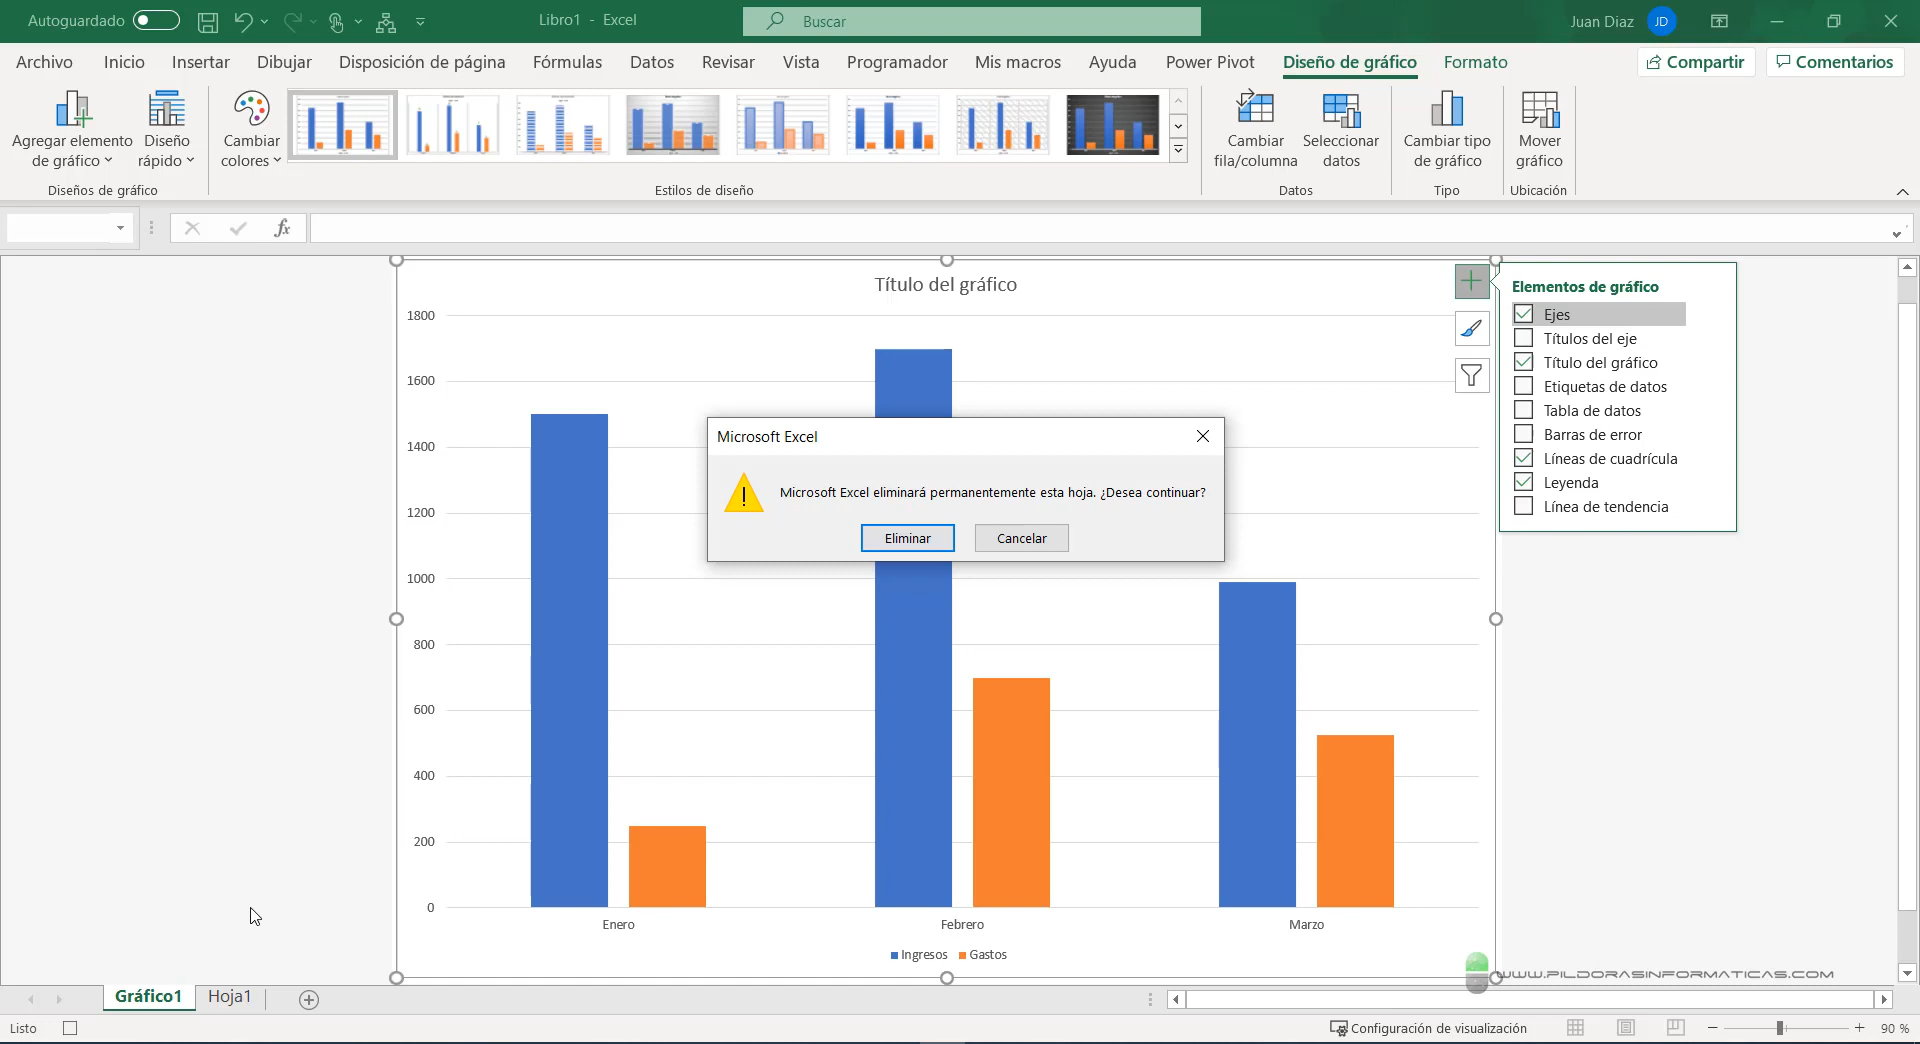 Autoguardado
Libro1 - Excel
Buscar
Juan Diaz
JD
Archivo
Inicio
Insertar
Dibujar
Disposición de página
Fórmulas
Datos
Revisar
Vista
Programador
Mis macros
Ayuda
Power Pivot
Diseño de gráfico
Formato
Compartir
Comentarios
Agregar elemento
de gráfico
Diseño
rápido
Cambiar
colores
Cambiar
fila/columna
Seleccionar
datos
Cambiar tipo
de gráfico
Mover
gráfico
Diseños de gráfico
Estilos de diseño
Datos
Tipo
Ubicación
fx
Título del gráfico
1800
1600
1400
1200
1000
800
600
400
200
0
Enero
Febrero
Marzo
Ingresos
Gastos
Elementos de gráfico
Ejes
Títulos del eje
Título del gráfico
Etiquetas de datos
Tabla de datos
Barras de error
Líneas de cuadrícula
Leyenda
Línea de tendencia
Microsoft Excel
Microsoft Excel eliminará permanentemente esta hoja. ¿Desea continuar?
Eliminar
Cancelar
WWW.PILDORASINFORMATICAS.COM
Gráfico1
Hoja1
Listo
Configuración de visualización
90 %